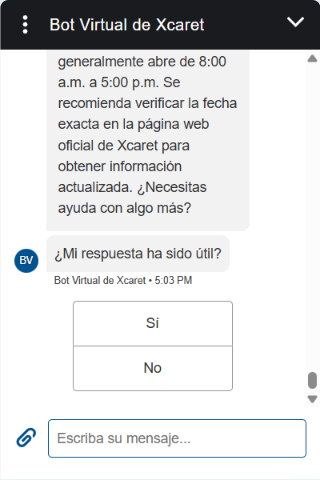 Bot Virtual de Xcaret
generalmente abre de 8:00
a.m. a 5:00 p.m. Se
recomienda verificar la fecha
exacta en la página web
oficial de Xcaret para
obtener información
actualizada. ¿Necesitas
ayuda con algo más?
BV
¿Mi respuesta ha sido útil?
Bot Virtual de Xcaret • 5:03 PM
Sí
No
Escriba su mensaje...